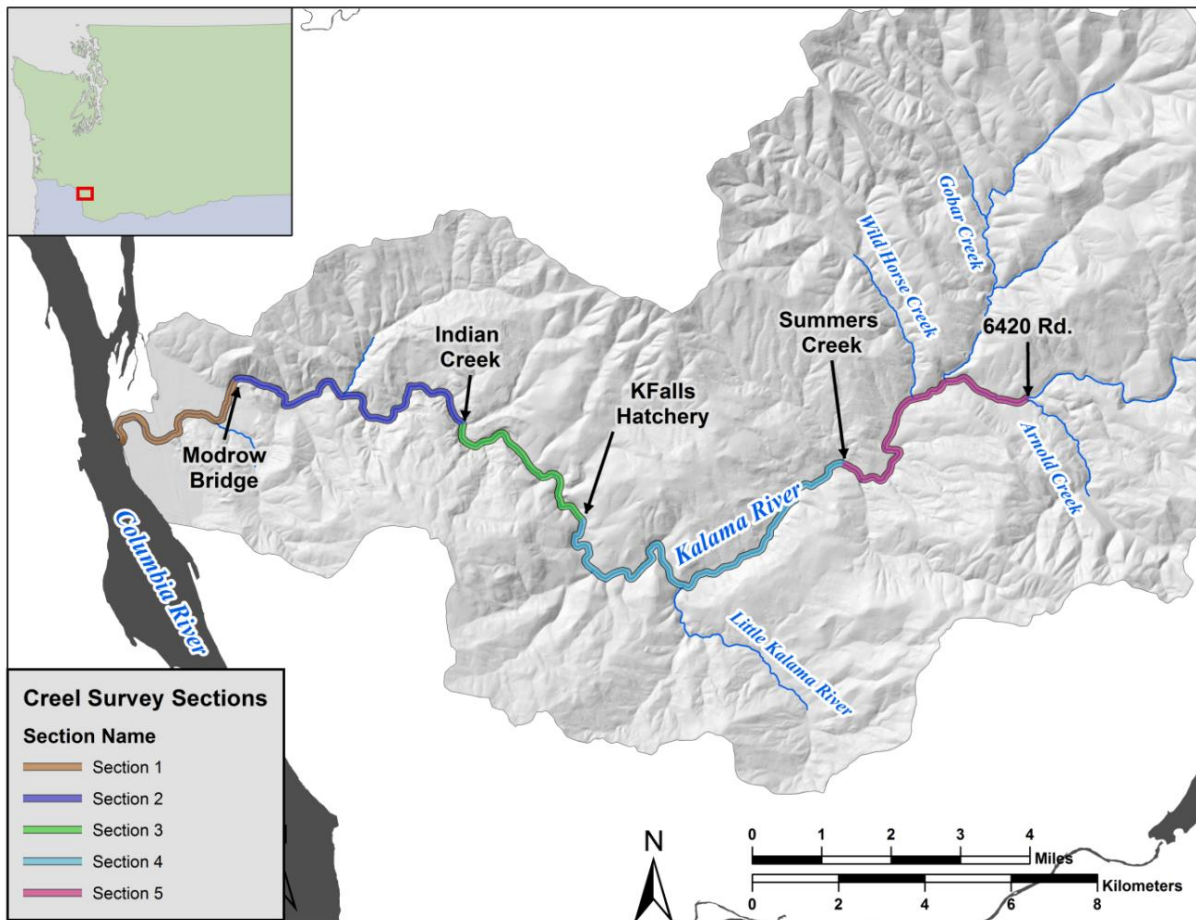 Gobar Creek
Wild Horse Creek
6420 Rd.
Summers
Creek
Indian
Creek
KFalls
Hatchery
Modrow
Bridge
Arnold Creek
Kalama River
Columbia River
Little Kalama River
Creel Survey Sections
Section Name
Section 1
Section 2
Section 3
Section 4
Section 5
N
0 1 2 3 4
Miles
Kilometers
0 2 4 6 8